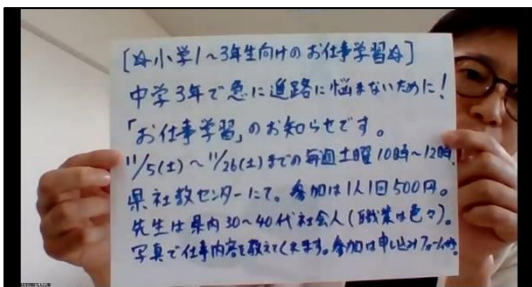 [☆小学1～3年生向けのお仕事学習☆]
中学3年で急に進路に悩まないために!
「お仕事学習」のお知らせです。
11/5(土)～11/26(土)までの毎週土曜10時～12時
県社教センターにて。参加は1人1回500円。
先生は県内30～40代社会人(職業は色々)。
写真で仕事内容を教えてくれます。参加は申し込みフォーム